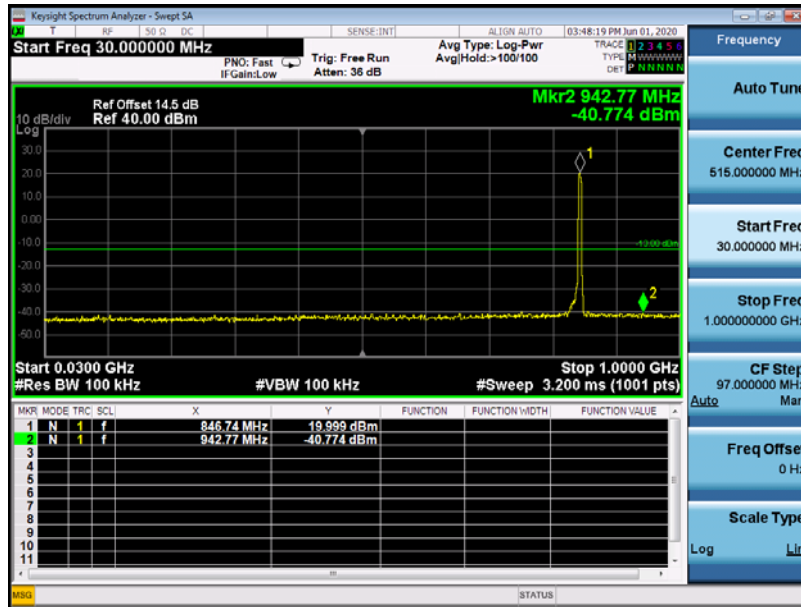 Keysight Spectrum Analyzer - Swept SA
T RF 50 Ω DC SENSE:INT ALIGN AUTO 03:48:19 PM Jun 01, 2020
Start Freq 30.000000 MHz
PNO: Fast
IFGain:Low
Trig: Free Run
Atten: 36 dB
Avg Type: Log-Pwr
Avg|Hold:>100/100
TRACE 1 2 3 4 5 6
TYPE M WWWWW
DET P N N N N N
Ref Offset 14.5 dB
Ref 40.00 dBm
10 dB/div
Log
Mkr2 942.77 MHz
-40.774 dBm
30.0
20.0
10.0
0.00
-10.0
-20.0
-30.0
-40.0
-50.0
1
2
-13.00 dBm
Start 0.0300 GHz Stop 1.0000 GHz
#Res BW 100 kHz #VBW 100 kHz #Sweep 3.200 ms (1001 pts)
MKR MODE TRC SCL X Y FUNCTION FUNCTION WIDTH FUNCTION VALUE
1 N 1 f 846.74 MHz 19.999 dBm
2 N 1 f 942.77 MHz -40.774 dBm
3
4
5
6
7
8
9
10
11
MSG STATUS
Frequency
Auto Tune
Center Freq
515.000000 MHz
Start Freq
30.000000 MHz
Stop Freq
1.000000000 GHz
CF Step
97.000000 MHz
Auto Man
Freq Offset
0 Hz
Scale Type
Log Lin